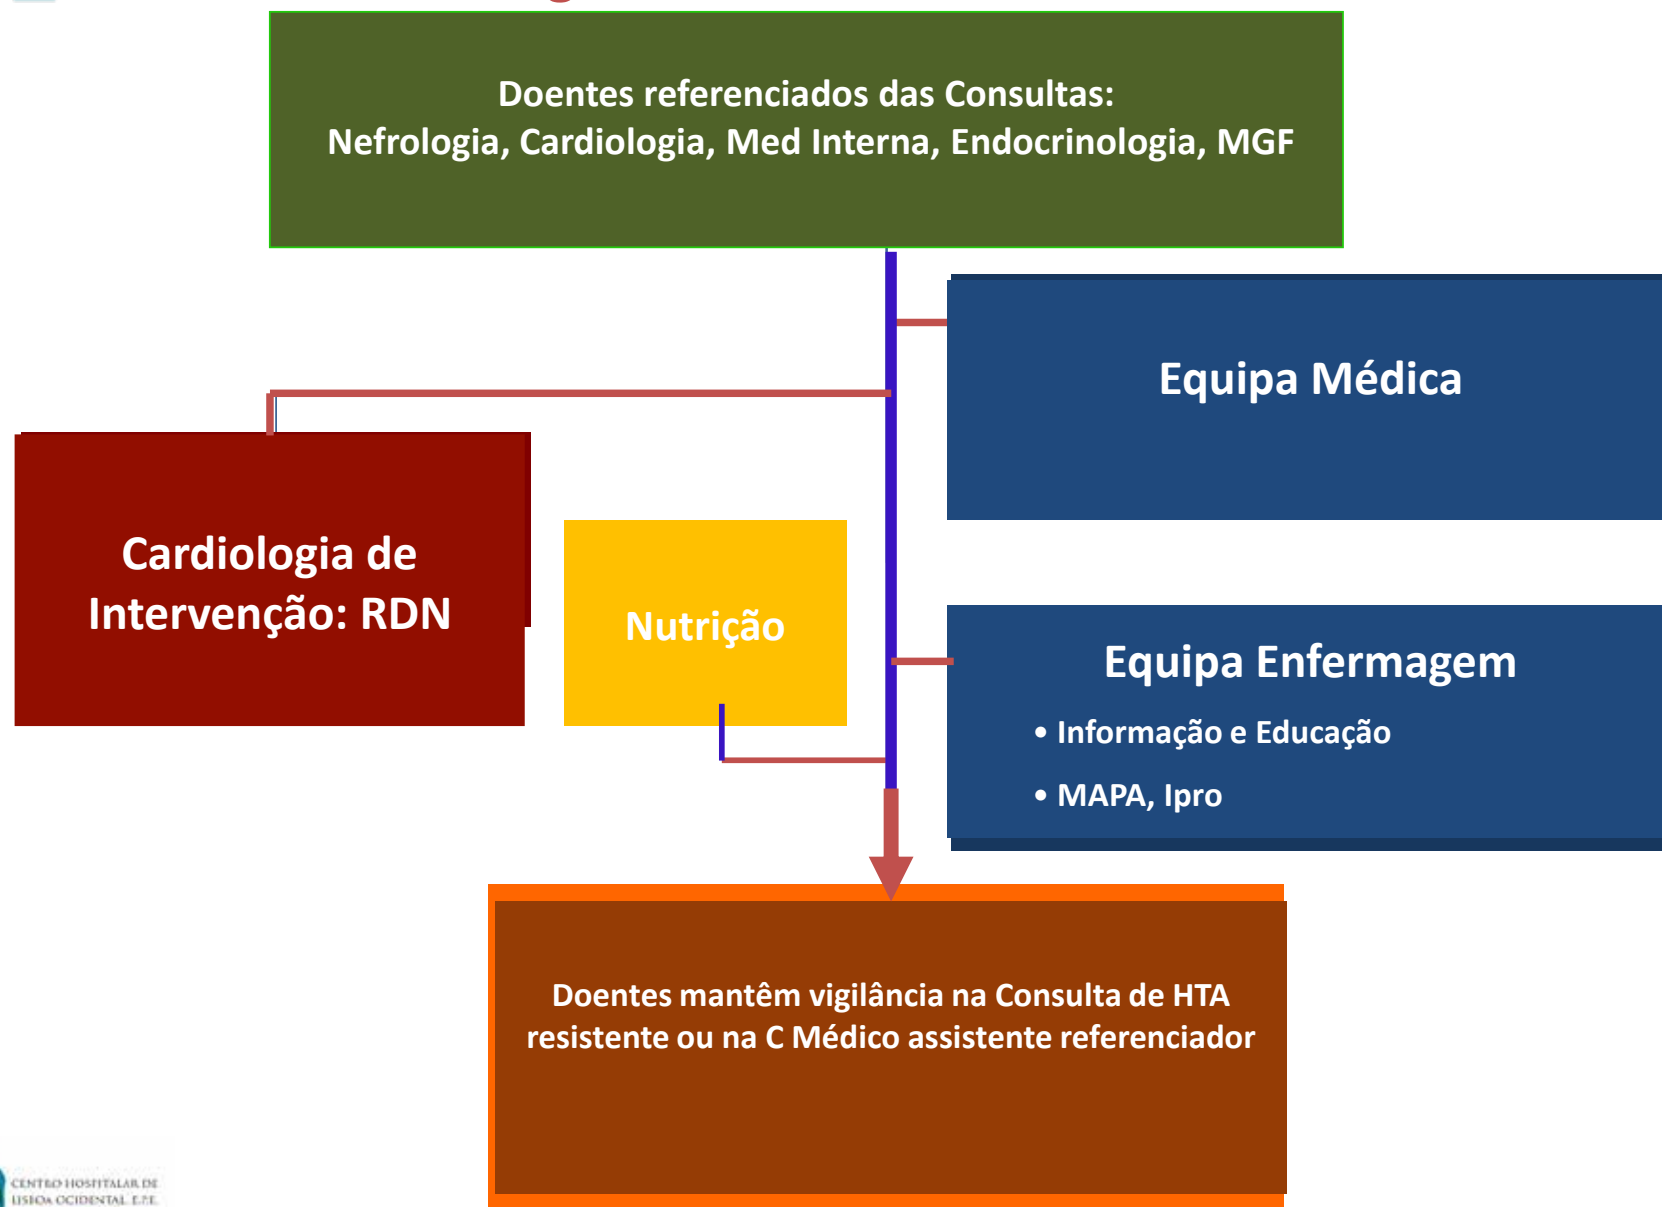 Doentes referenciados das Consultas:
Nefrologia, Cardiologia, Med Interna, Endocrinologia, MGF
Equipa Médica
Cardiologia de
Intervenção: RDN
Nutrição
Equipa Enfermagem
• Informação e Educação
• MAPA, Ipro
Doentes mantêm vigilância na Consulta de HTA
resistente ou na C Médico assistente referenciador
CENTRO HOSPITALAR DE
LISBOA OCIDENTAL, E.P.E.